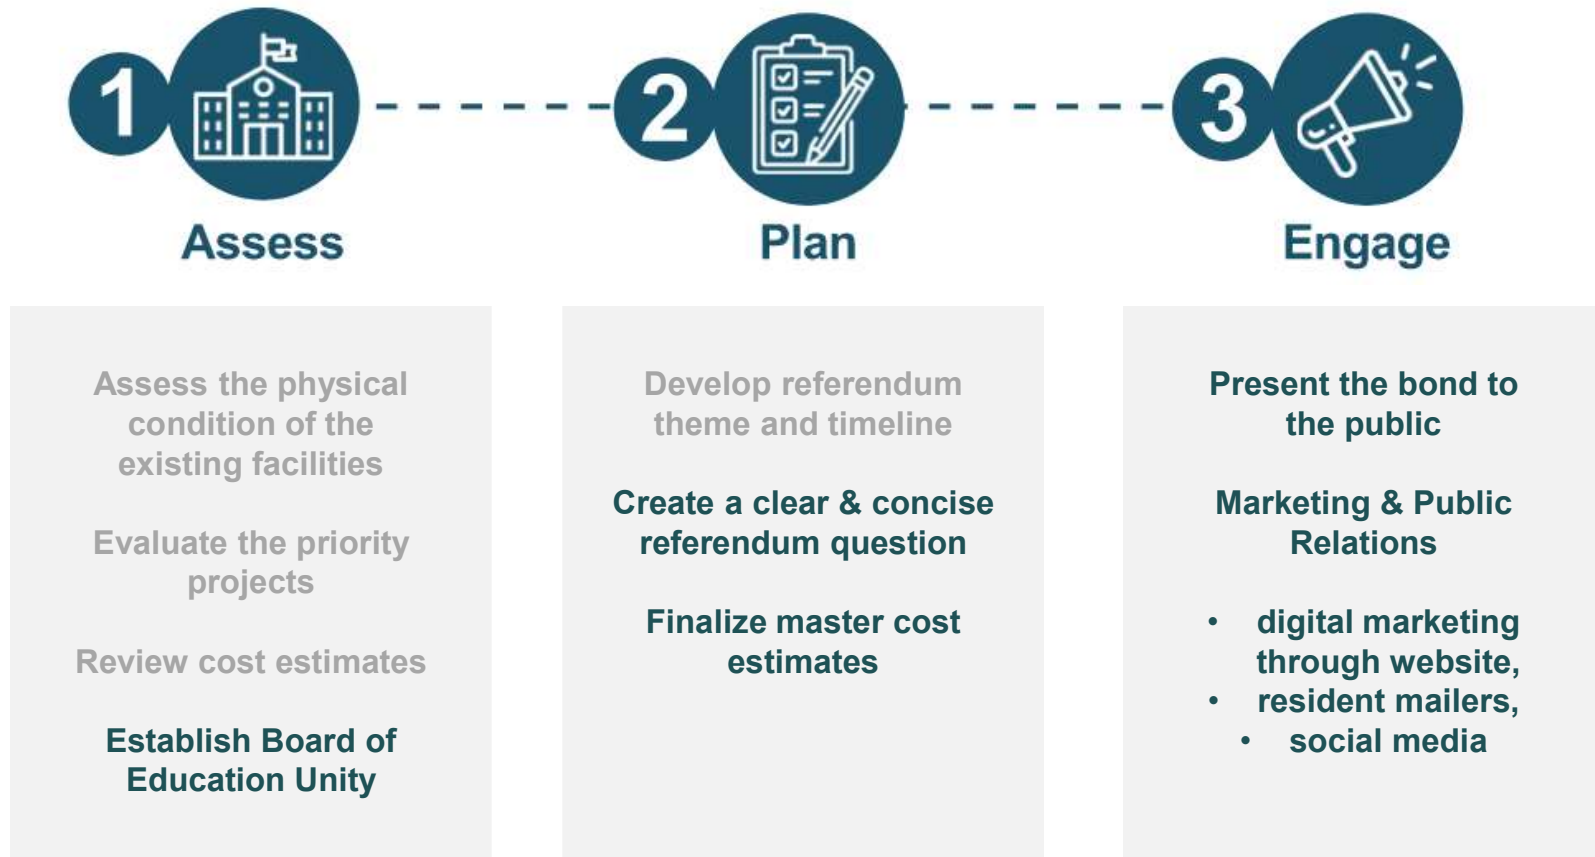 1
Assess
Assess the physical
condition of the
existing facilities
Evaluate the priority
projects
Review cost estimates
Establish Board of
Education Unity
2
Plan
Develop referendum
theme and timeline
Create a clear & concise
referendum question
Finalize master cost
estimates
3
Engage
Present the bond to
the public
Marketing & Public
Relations
• digital marketing
through website,
• resident mailers,
• social media